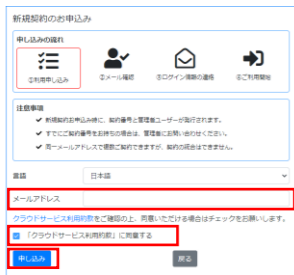 新規契約のお申込み
申し込みの流れ
①利用申し込み
②メール確認
③ログイン情報の連絡
④ご利用開始
注意事項
✔ 新規契約お申込み時に、契約番号と管理者ユーザーが発行されます。
✔ すでにご契約番号をお持ちの場合は、管理者にお問い合わせください。
✔ 同一メールアドレスで複数ご契約できますが、契約の統合はできません。
言語 日本語
メールアドレス
クラウドサービス利用約款をご確認の上、同意いただける場合はチェックをお願いします。
「クラウドサービス利用約款」に同意する
申し込み 戻る